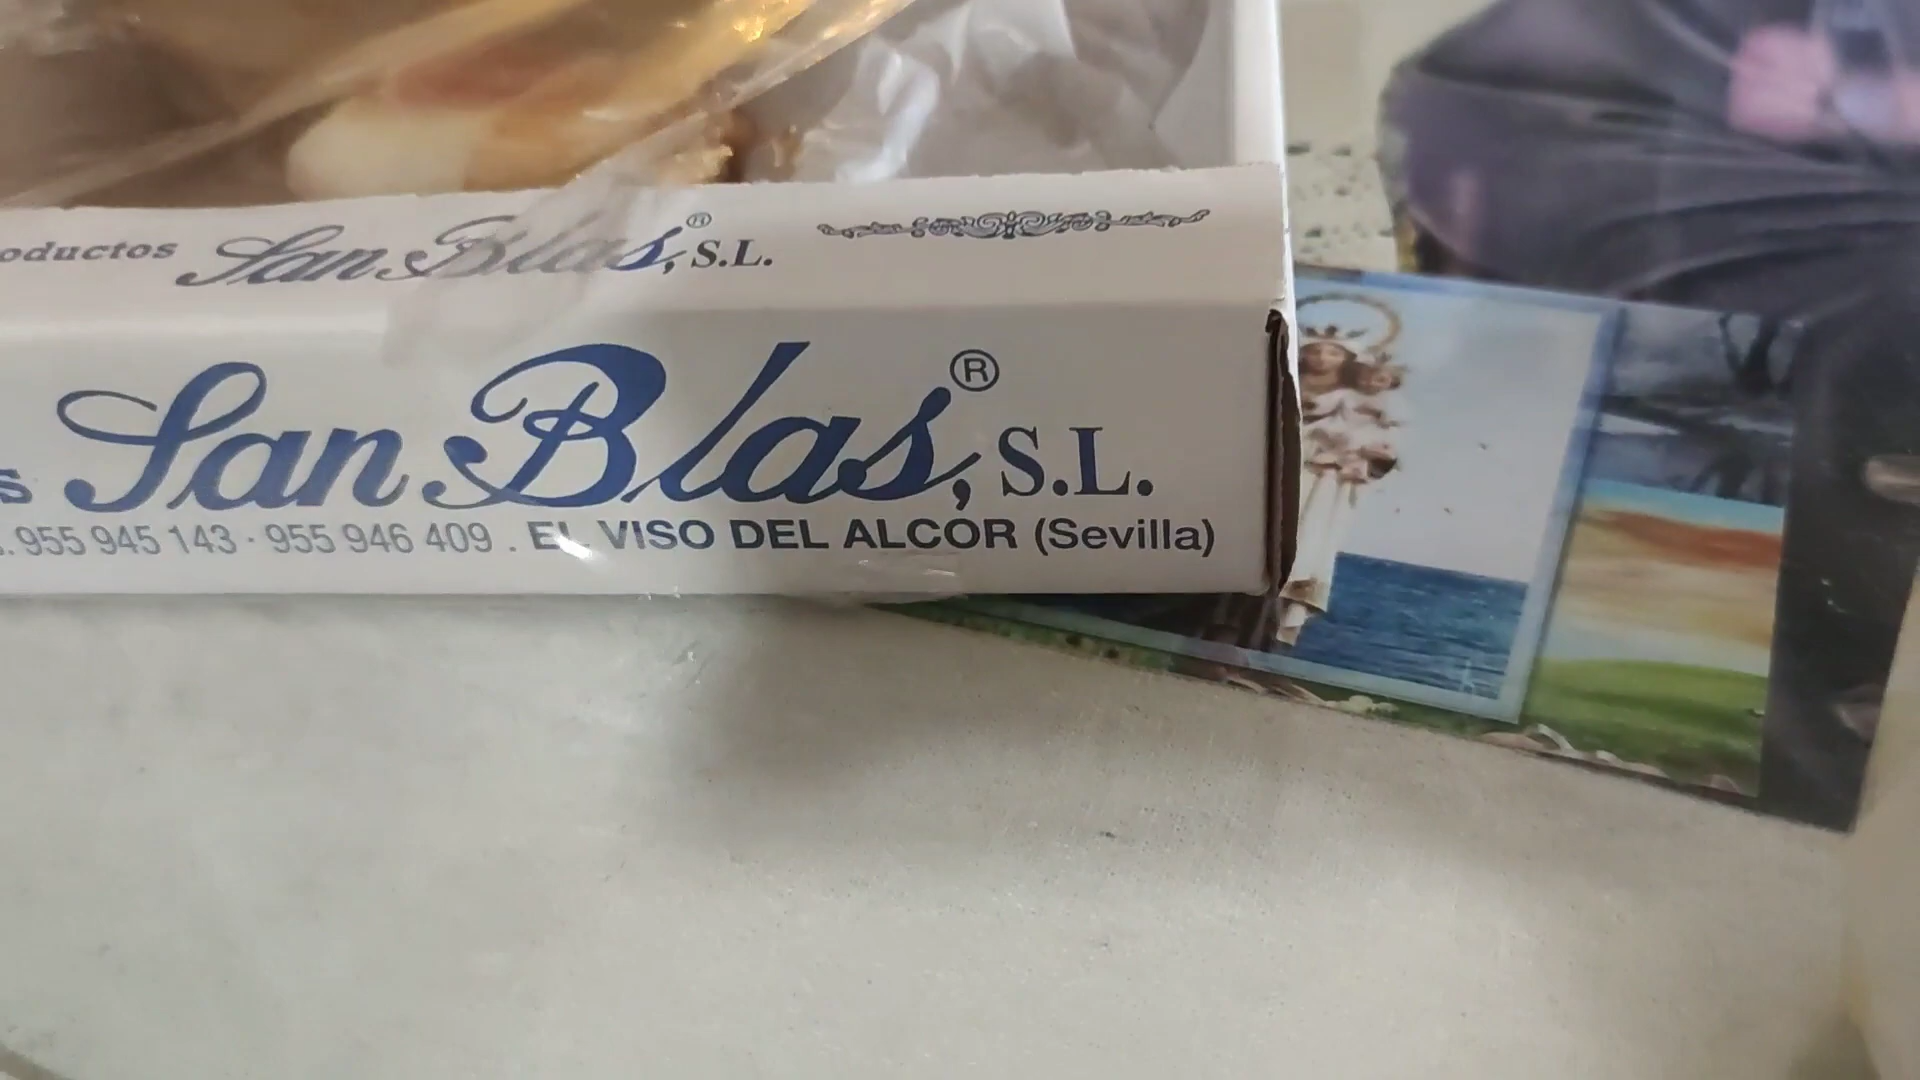 oductos San Blas,® S.L.
s San Blas,® S.L.
. 955 945 143 · 955 946 409 . EL VISO DEL ALCOR (Sevilla)